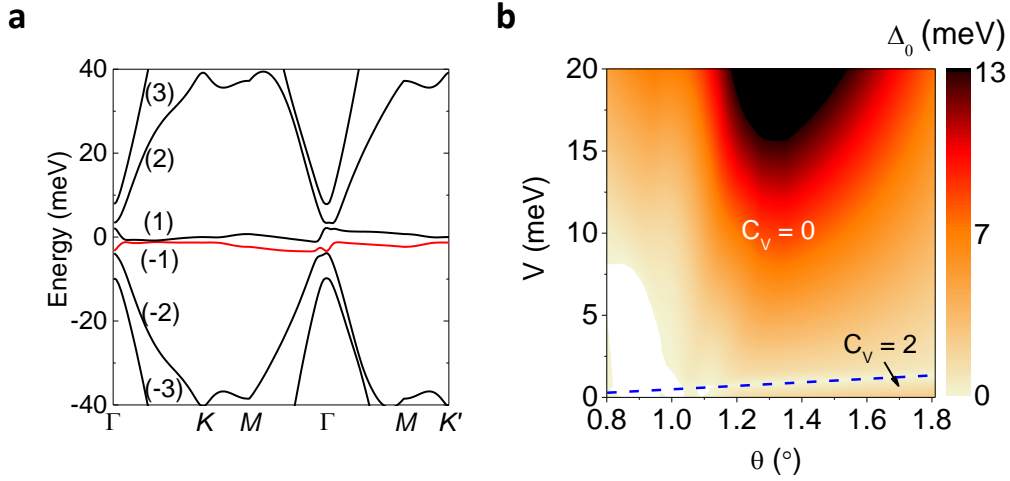 a
40
20
0
-20
-40
Energy (meV)
(3)
(2)
(1)
(-1)
(-2)
(-3)
Γ K M Γ M K'
b
Δ₀ (meV)
20
15
10
5
0
V (meV)
C_V = 0
C_V = 2
0.8 1.0 1.2 1.4 1.6 1.8
θ (°)
13
7
0